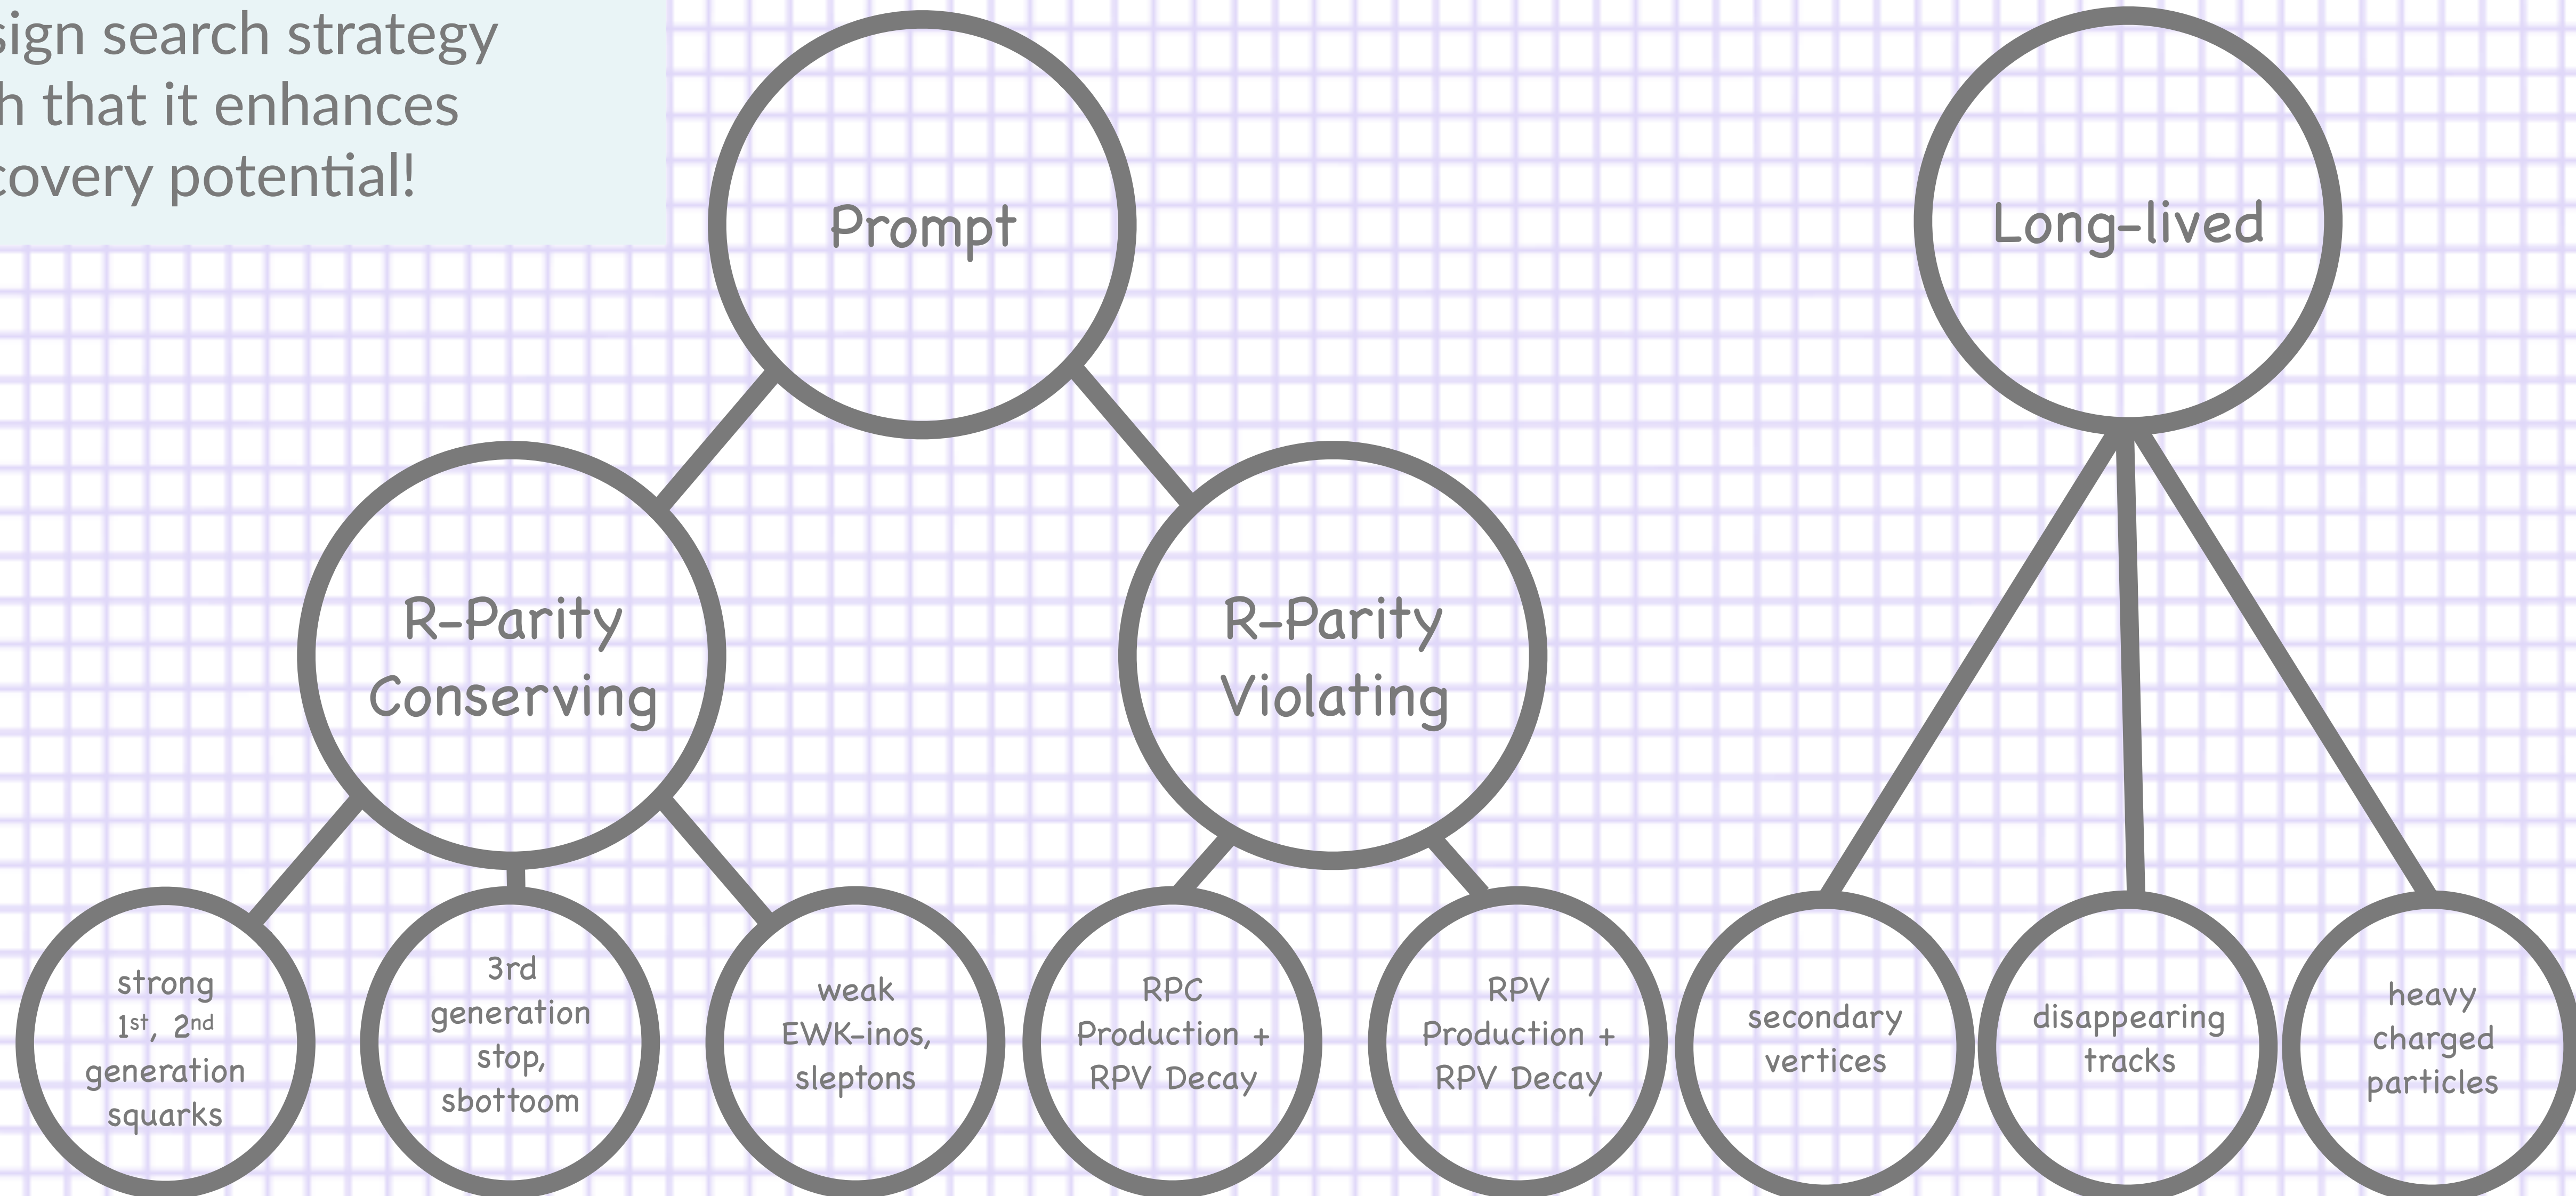 sign search strategy
h that it enhances
covery potential!
Prompt
Long-lived
R-Parity
Conserving
R-Parity
Violating
strong
1st, 2nd
generation
squarks
3rd
generation
stop,
sbottoom
weak
EWK-inos,
sleptons
RPC
Production +
RPV Decay
RPV
Production +
RPV Decay
secondary
vertices
disappearing
tracks
heavy
charged
particles